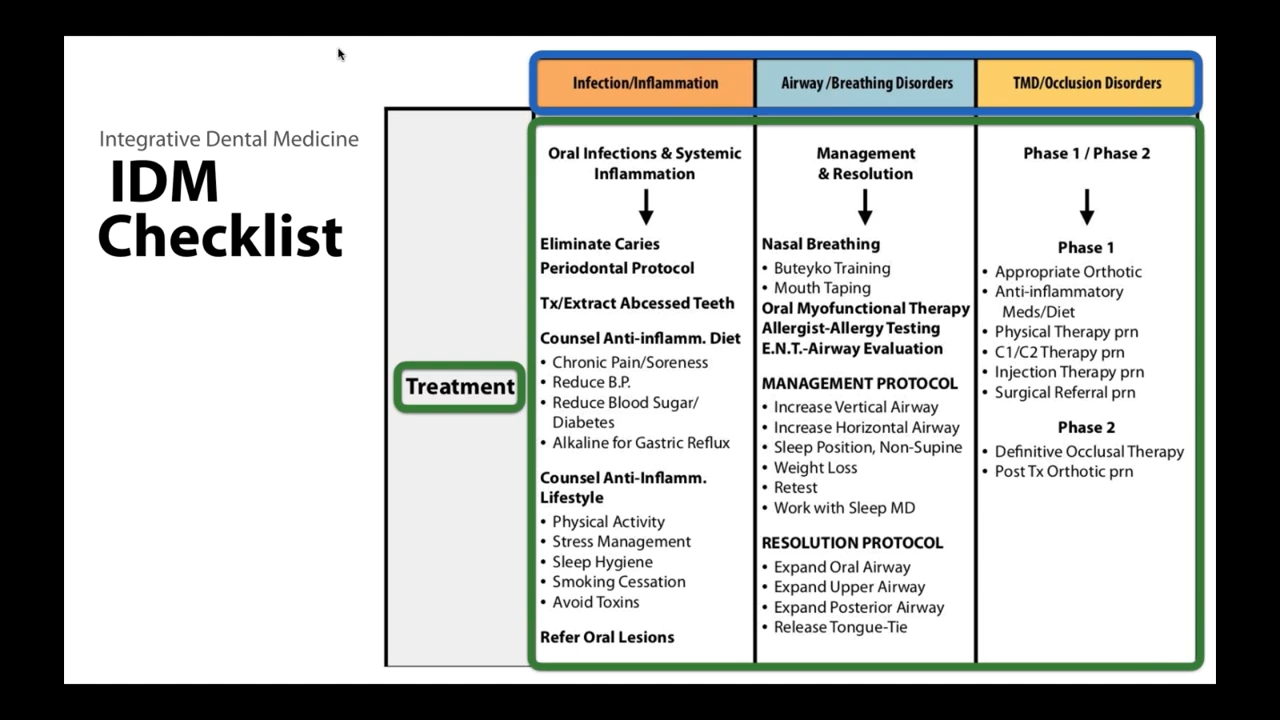 Integrative Dental Medicine
IDM
Checklist
Treatment
Infection/Inflammation
Airway /Breathing Disorders
TMD/Occlusion Disorders
Oral Infections & Systemic
Inflammation
Eliminate Caries
Periodontal Protocol
Tx/Extract Abcessed Teeth
Counsel Anti-inflamm. Diet
• Chronic Pain/Soreness
• Reduce B.P.
• Reduce Blood Sugar/
Diabetes
• Alkaline for Gastric Reflux
Counsel Anti-Inflamm.
Lifestyle
• Physical Activity
• Stress Management
• Sleep Hygiene
• Smoking Cessation
• Avoid Toxins
Refer Oral Lesions
Management
& Resolution
Nasal Breathing
• Buteyko Training
• Mouth Taping
Oral Myofunctional Therapy
Allergist-Allergy Testing
E.N.T.-Airway Evaluation
MANAGEMENT PROTOCOL
• Increase Vertical Airway
• Increase Horizontal Airway
• Sleep Position, Non-Supine
• Weight Loss
• Retest
• Work with Sleep MD
RESOLUTION PROTOCOL
• Expand Oral Airway
• Expand Upper Airway
• Expand Posterior Airway
• Release Tongue-Tie
Phase 1 / Phase 2
Phase 1
• Appropriate Orthotic
• Anti-inflammatory
Meds/Diet
• Physical Therapy prn
• C1/C2 Therapy prn
• Injection Therapy prn
• Surgical Referral prn
Phase 2
• Definitive Occlusal Therapy
• Post Tx Orthotic prn